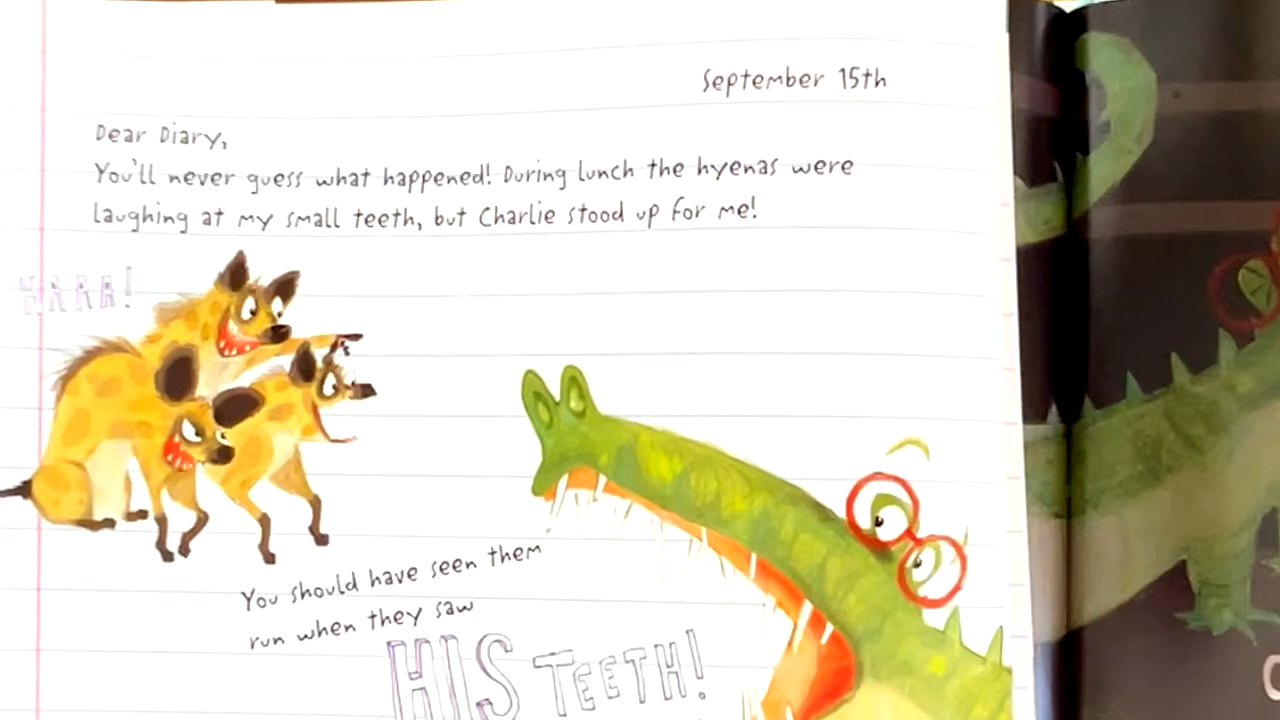 September 15th
Dear Diary,
You'll never guess what happened! During lunch the hyenas were
laughing at my small teeth, but Charlie stood up for me!
HAAA!
You should have seen them
run when they saw
HIS TEETH!